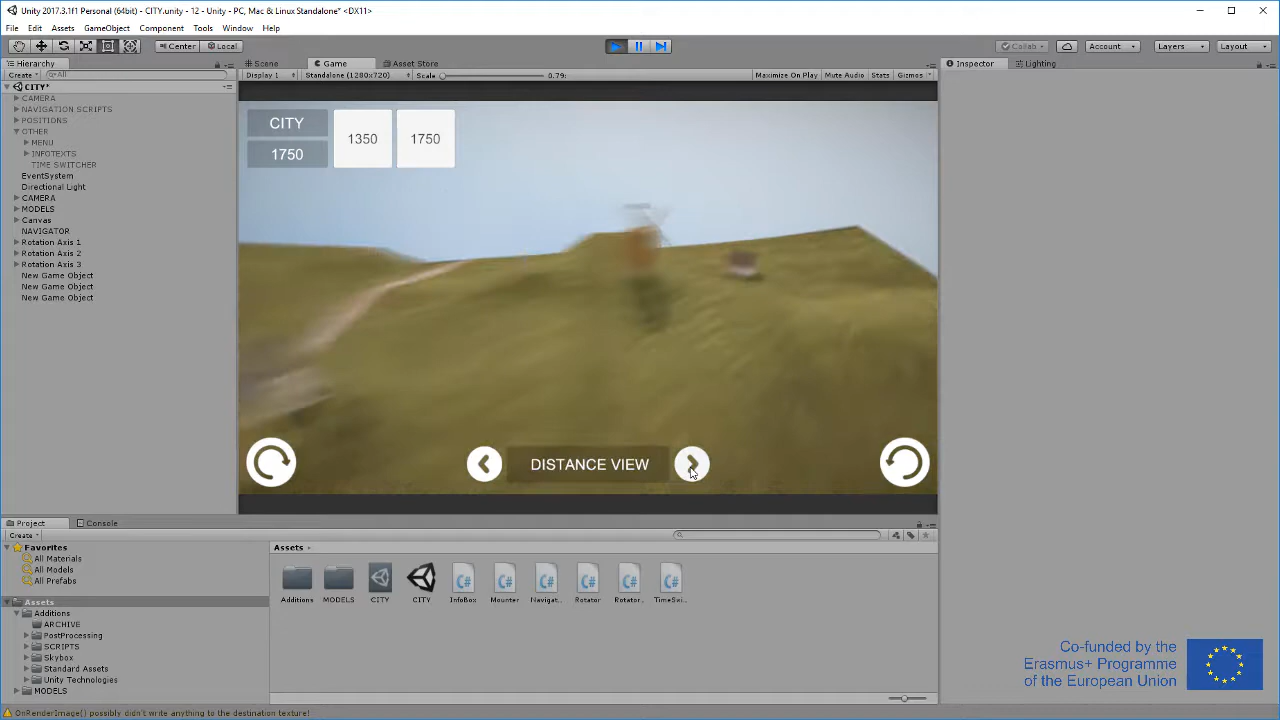 Unity 2017.3.1f1 Personal (64bit) - CITY.unity - 12 - Unity - PC, Mac & Linux Standalone* <DX11>
File Edit Assets GameObject Component Tools Window Help
Center Local Collab Account Layers Layout
Hierarchy Scene Game Asset Store Inspector Lighting
Create All Display 1 Standalone (1280x720) Scale 0.79: Maximize On Play Mute Audio Stats Gizmos
CITY*
CAMERA
NAVIGATION SCRIPTS
POSITIONS
OTHER
MENU
INFOTEXTS
TIME SWITCHER
EventSystem
Directional Light
CAMERA
MODELS
Canvas
NAVIGATOR
Rotation Axis 1
Rotation Axis 2
Rotation Axis 3
New Game Object
New Game Object
New Game Object
CITY
1750
1350
1750
DISTANCE VIEW
Project Console
Create
Favorites
All Materials
All Models
All Prefabs
Assets
Additions
ARCHIVE
PostProcessing
SCRIPTS
Skybox
Standard Assets
Unity Technologies
MODELS
Assets
Additions MODELS CITY CITY InfoBox Mounter Navigat.. Rotator Rotator.. TimeSwi..
Co-funded by the
Erasmus+ Programme
of the European Union
OnRenderImage() possibly didn't write anything to the destination texture!